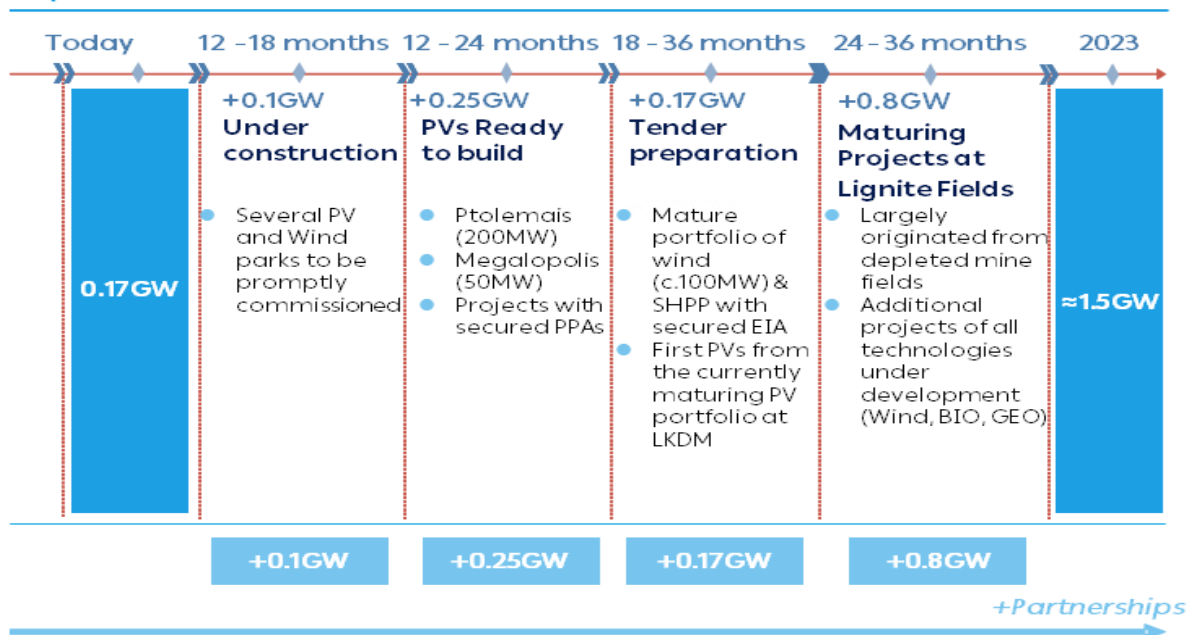 Today
12 –18 months
12 – 24 months
18 – 36 months
24 – 36 months
2023
0.17GW
+0.1GW
Under
construction
Several PV
and Wind
parks to be
promptly
commissioned
+0.25GW
PVs Ready
to build
Ptolemais
(200MW)
Megalopolis
(50MW)
Projects with
secured PPAs
+0.17GW
Tender
preparation
Mature
portfolio of
wind
(c.100MW) &
SHPP with
secured EIA
First PVs from
the currently
maturing PV
portfolio at
LKDM
+0.8GW
Maturing
Projects at
Lignite Fields
Largely
originated from
depleted mine
fields
Additional
projects of all
technologies
under
development
(Wind, BIO, GEO)
≈1.5GW
+0.1GW
+0.25GW
+0.17GW
+0.8GW
+Partnerships